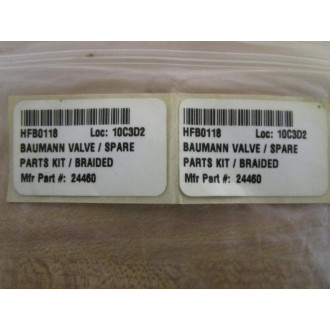 HFB0118 Loc: 10C3D2
BAUMANN VALVE / SPARE
PARTS KIT / BRAIDED
Mfr Part #: 24460
HFB0118 Loc: 10C3D2
BAUMANN VALVE / SPARE
PARTS KIT / BRAIDED
Mfr Part #: 24460